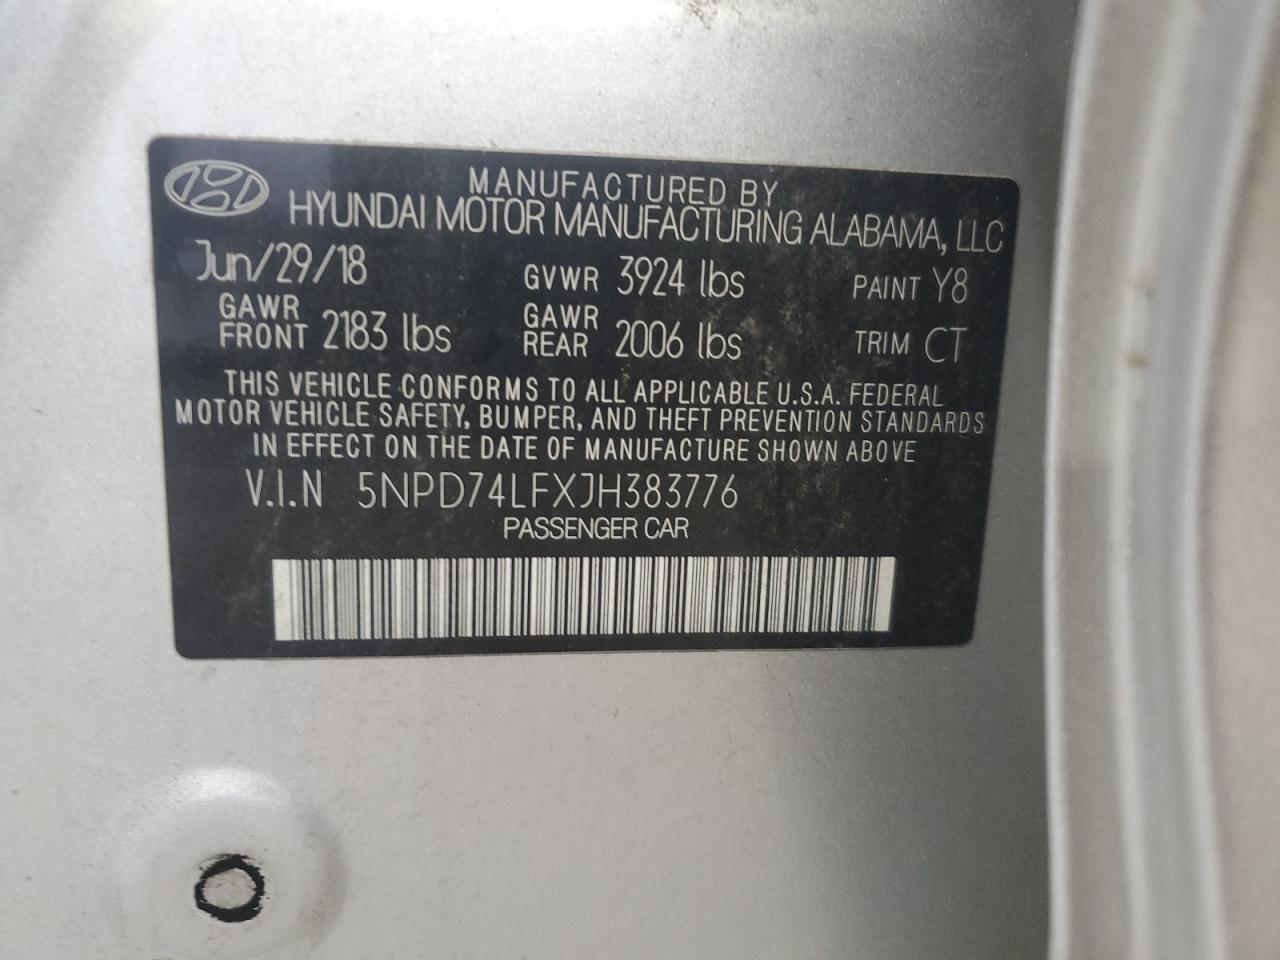 MANUFACTURED BY
HYUNDAI MOTOR MANUFACTURING ALABAMA, LLC
Jun/29/18 GVWR 3924 lbs PAINT Y8
GAWR FRONT 2183 lbs GAWR REAR 2006 lbs TRIM CT
THIS VEHICLE CONFORMS TO ALL APPLICABLE U.S.A. FEDERAL
MOTOR VEHICLE SAFETY, BUMPER, AND THEFT PREVENTION STANDARDS
IN EFFECT ON THE DATE OF MANUFACTURE SHOWN ABOVE
V.I.N 5NPD74LFXJH383776
PASSENGER CAR